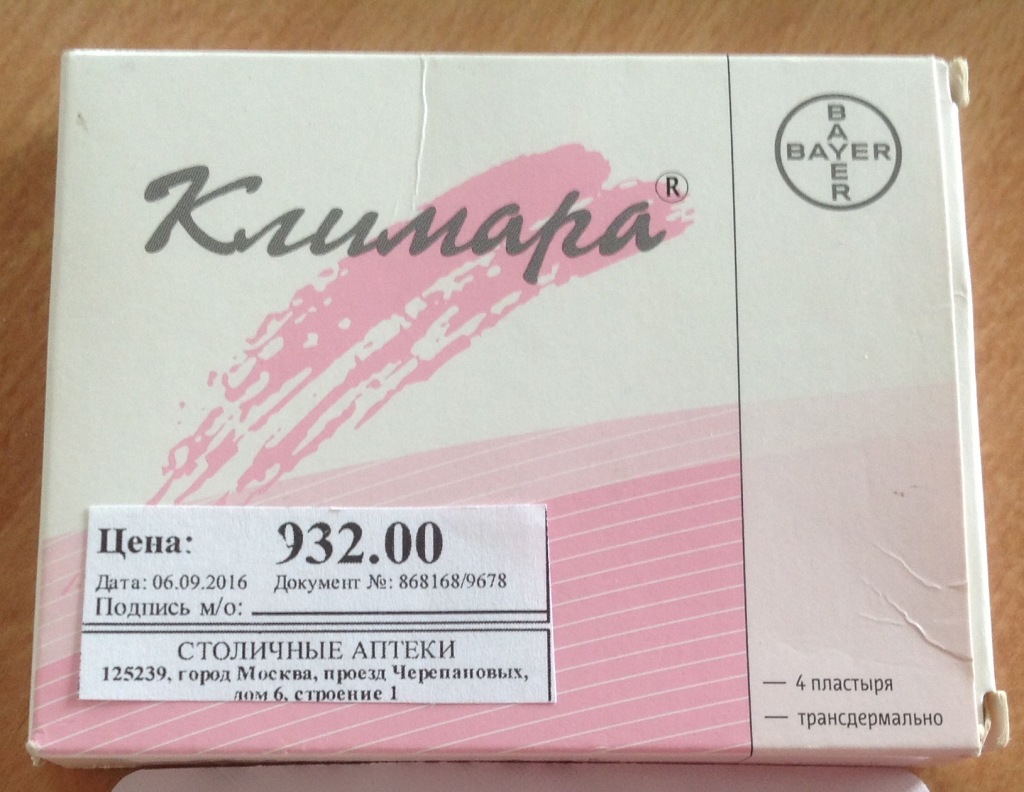 Климара®
BAYER
BAYER
Цена: 932.00
Дата: 06.09.2016 Документ №: 868168/9678
Подпись м/о:
СТОЛИЧНЫЕ АПТЕКИ
125239, город Москва, проезд Черепановых,
дом 6, строение 1
— 4 пластыря
— трансдермально